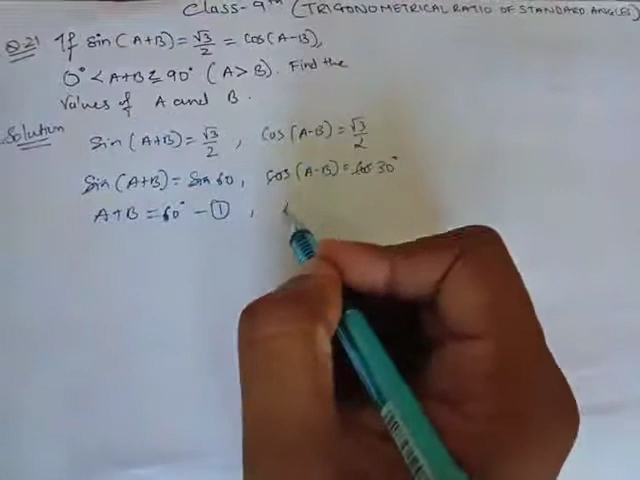 Class-9th (TRIGONOMETRICAL RATIO OF STANDARD ANGLES)
Q.21 If sin(A+B) = √3/2 = cos(A-B),
0° < A+B ≤ 90° (A > B). Find the
values of A and B.
Solution sin(A+B) = √3/2, cos(A-B) = √3/2
sin(A+B) = sin 60, cos(A-B) = cos 30°
A+B = 60° - ①,